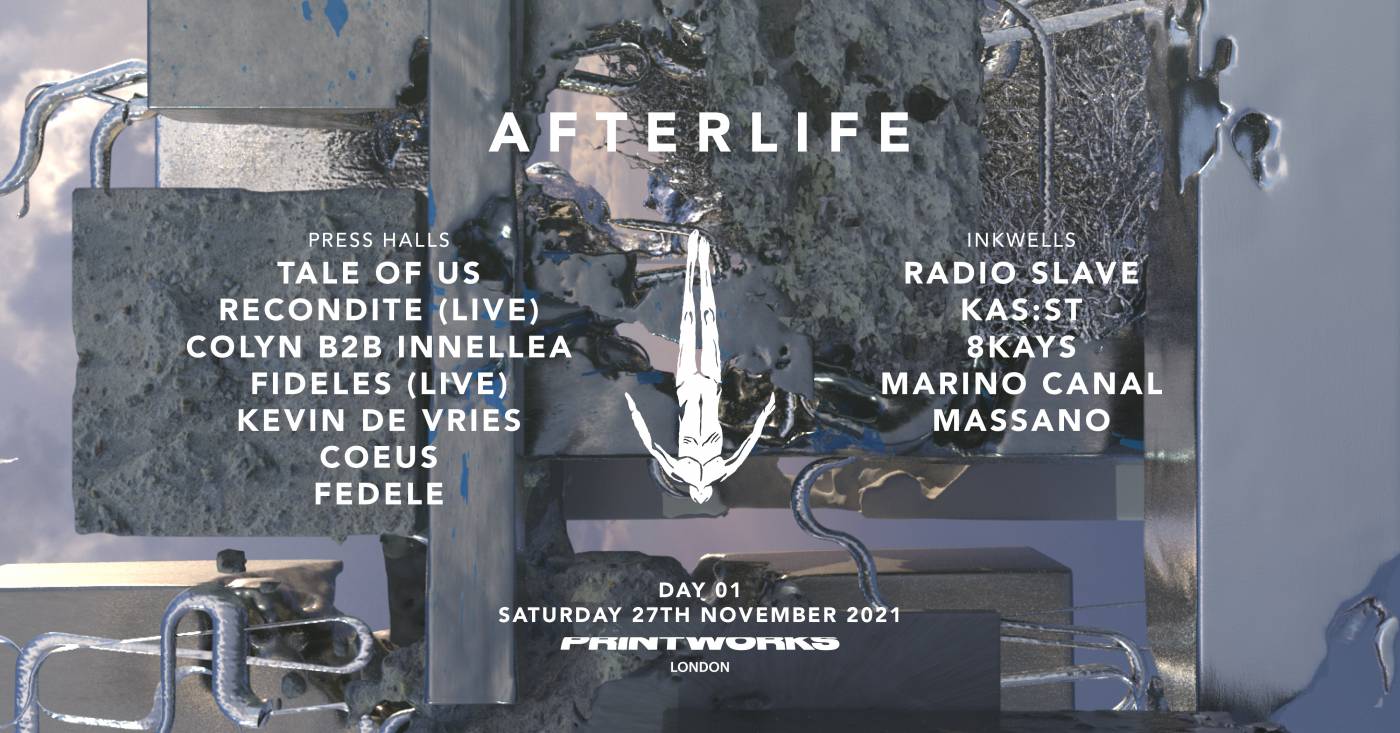 AFTERLIFE
PRESS HALLS
TALE OF US
RECONDITE (LIVE)
COLYN B2B INNELLEA
FIDELES (LIVE)
KEVIN DE VRIES
COEUS
FEDELE
INKWELLS
RADIO SLAVE
KAS:ST
8KAYS
MARINO CANAL
MASSANO
DAY 01
SATURDAY 27TH NOVEMBER 2021
PRINTWORKS
LONDON